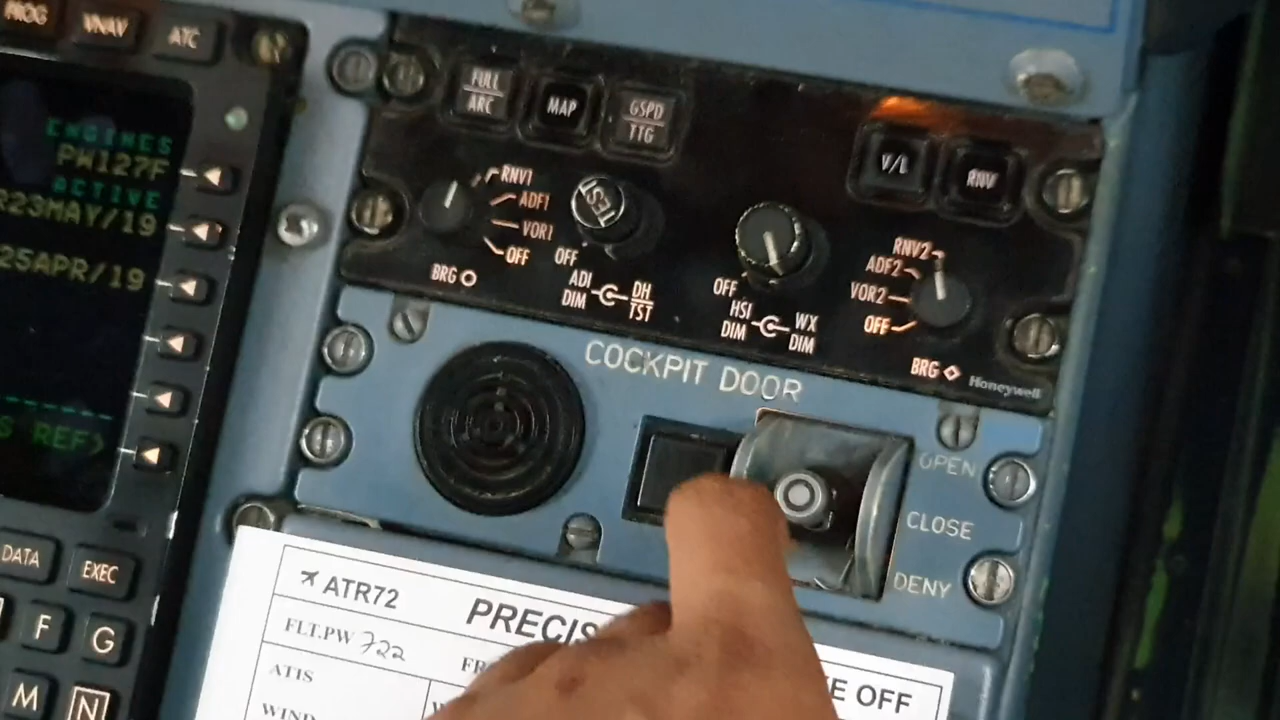 PROG VNAV ATC
ENGINES
PW127F
ACTIVE
23MAY/19
25APR/19
REF>
DATA EXEC
F G
M N
FULL
ARC
MAP
GSPD
TTG
V/L
RNV
RNV1
ADF1
VOR1
OFF
BRG
TEST
OFF
ADI
DIM
DH
TST
OFF
HSI
DIM
WX
DIM
RNV2
ADF2
VOR2
OFF
BRG
Honeywell
COCKPIT DOOR
OPEN
CLOSE
DENY
ATR72
FLT.PW 722
ATIS
E OFF